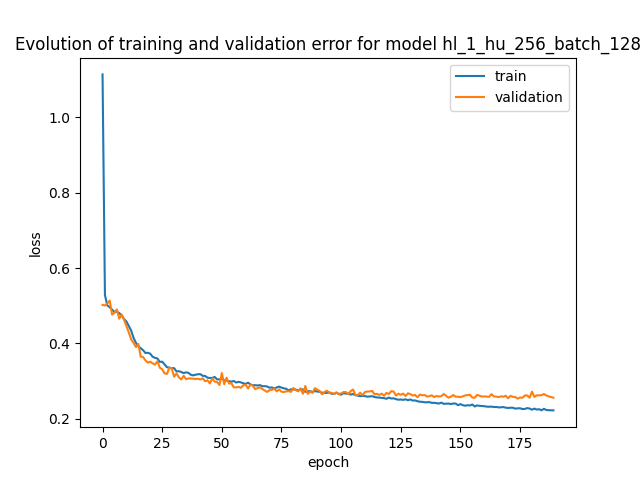 Evolution of training and validation error for model hl_1_hu_256_batch_128
train
validation
1.0
0.8
0.6
0.4
0.2
loss
0 25 50 75 100 125 150 175
epoch